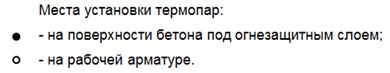 Места установки термопар:
- на поверхности бетона под огнезащитным слоем;
- на рабочей арматуре.